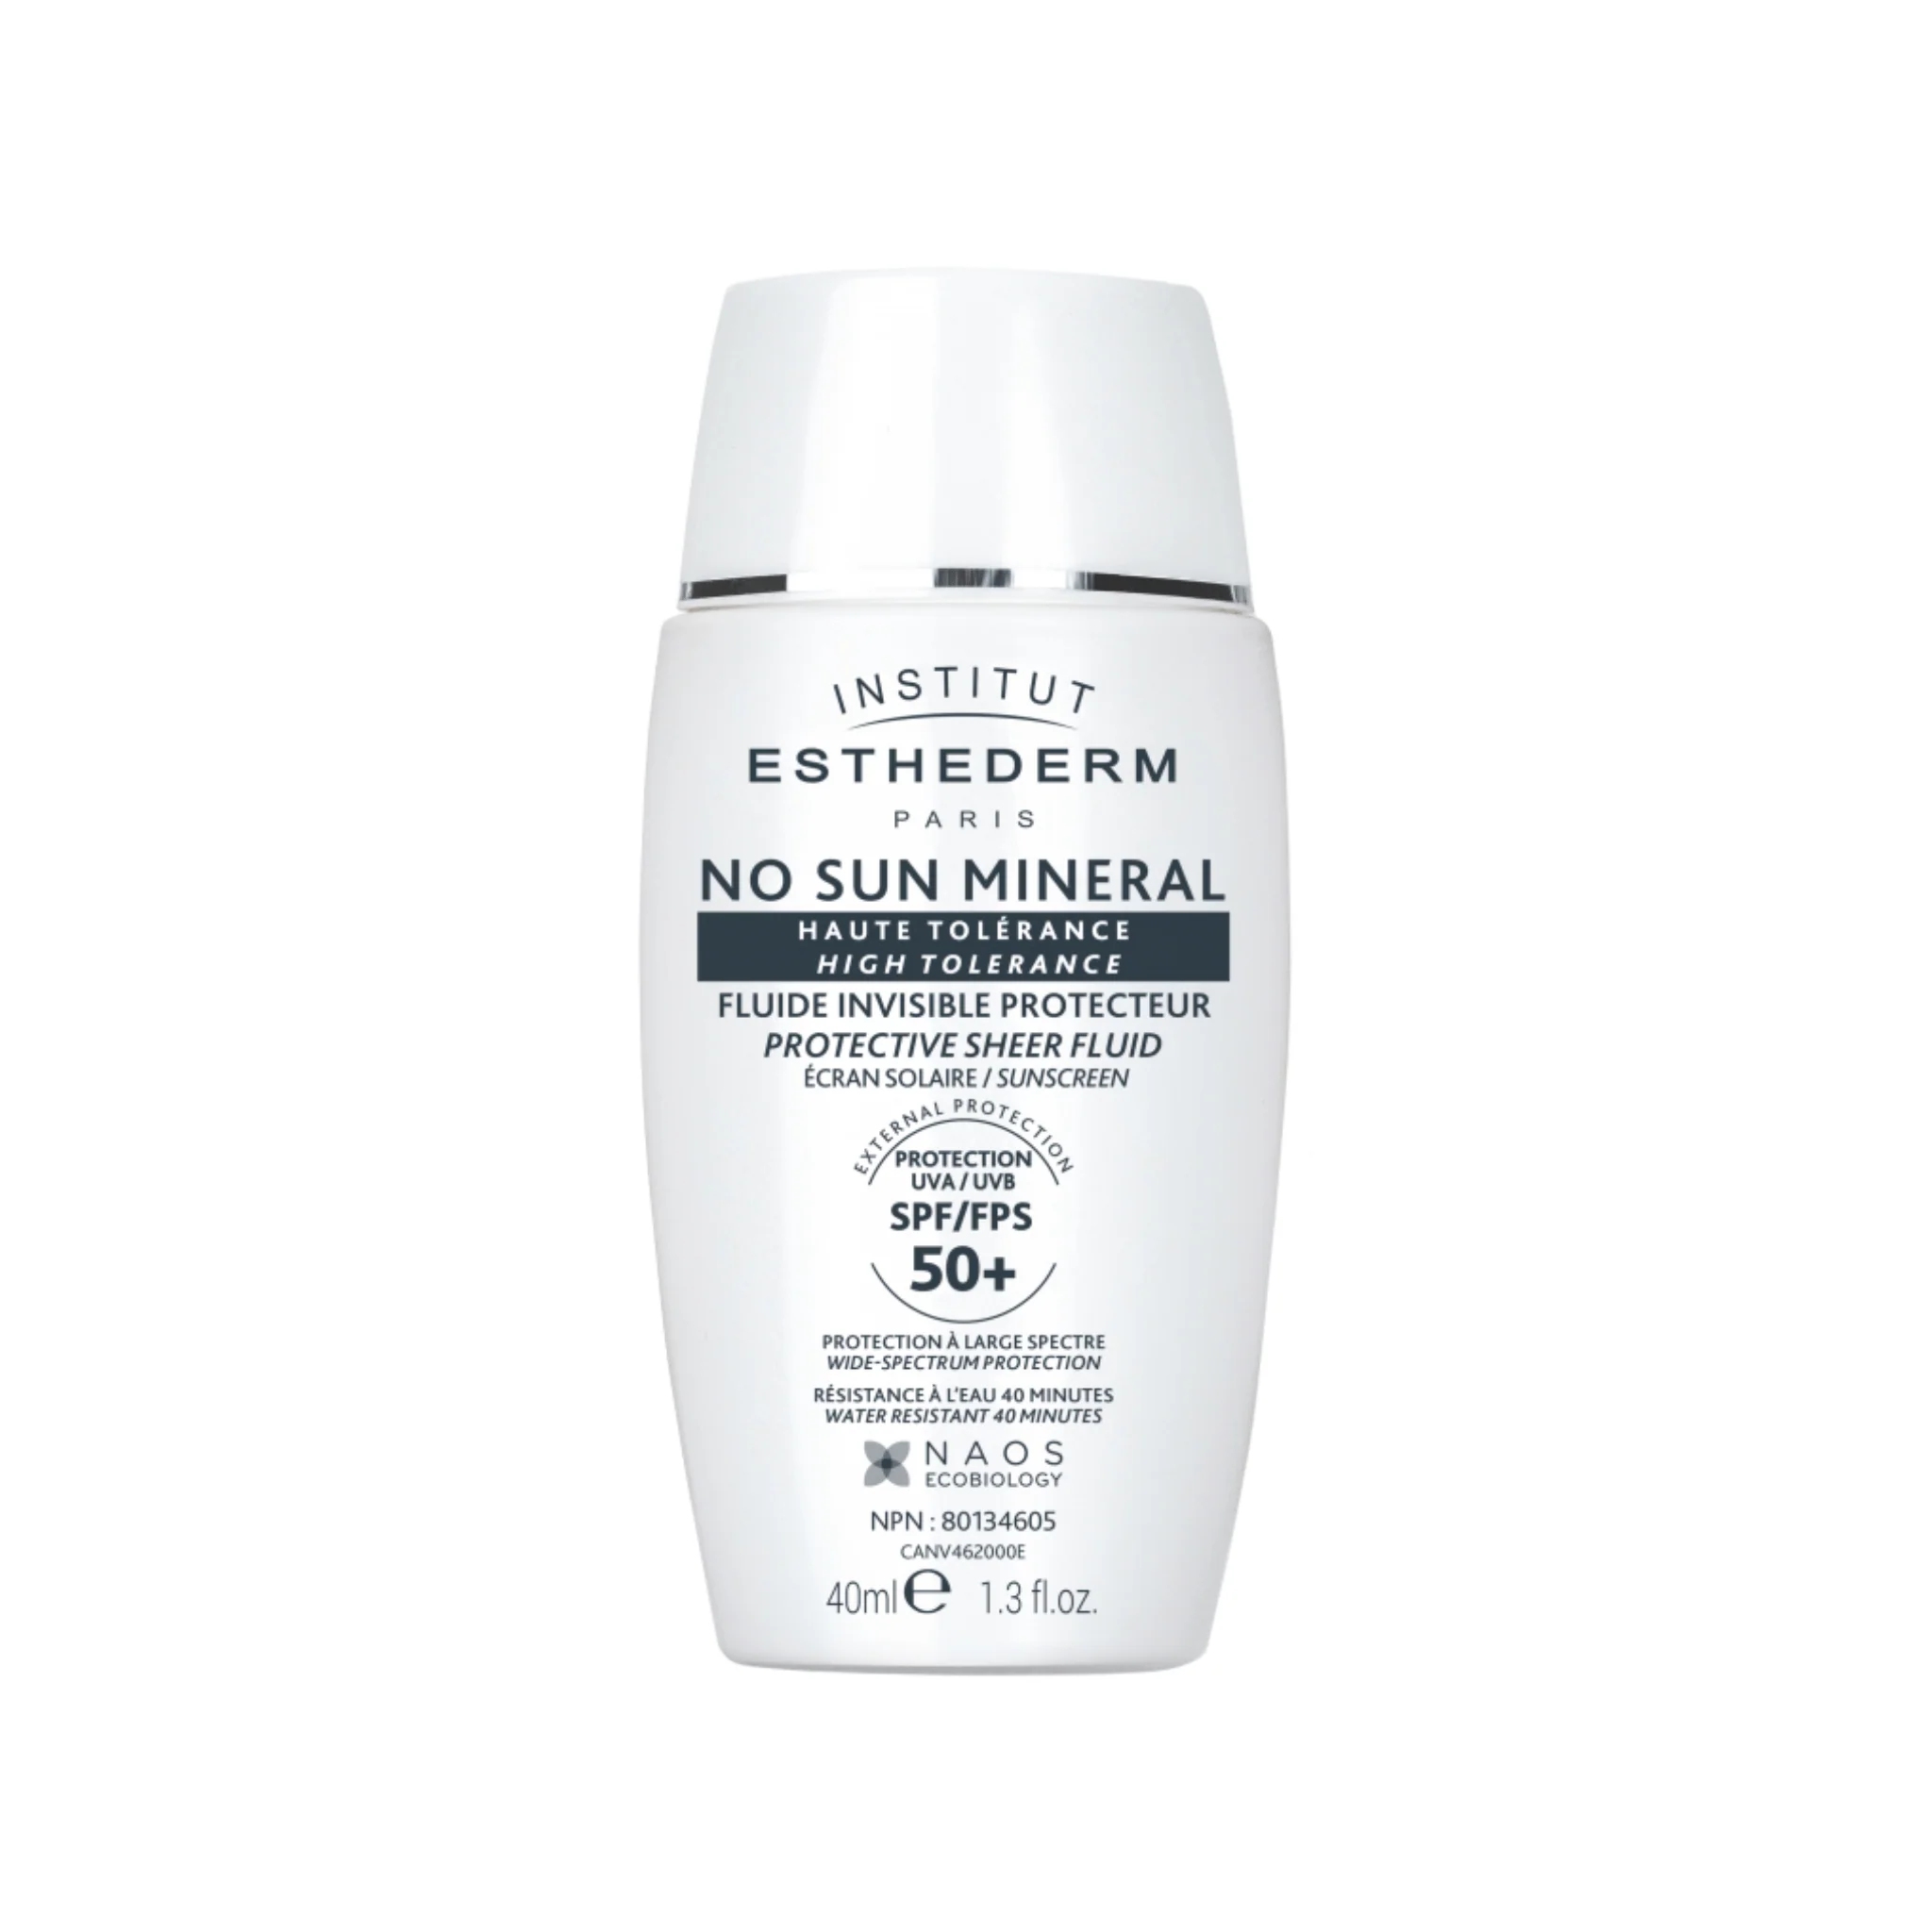 INSTITUT
ESTHEDERM
PARIS
NO SUN MINERAL
HAUTE TOLÉRANCE
HIGH TOLERANCE
FLUIDE INVISIBLE PROTECTEUR
PROTECTIVE SHEER FLUID
ÉCRAN SOLAIRE / SUNSCREEN
EXTERNAL PROTECTION
PROTECTION
UVA / UVB
SPF/FPS
50+
PROTECTION À LARGE SPECTRE
WIDE-SPECTRUM PROTECTION
RÉSISTANCE À L'EAU 40 MINUTES
WATER RESISTANT 40 MINUTES
NAOS
ECOBIOLOGY
NPN : 80134605
CANV462000E
40ml e 1.3 fl.oz.